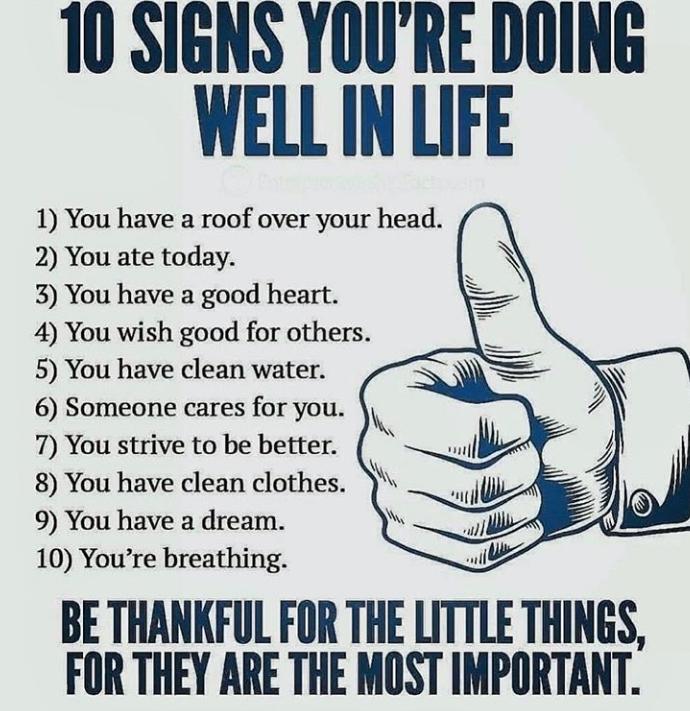 10 SIGNS YOU'RE DOING
WELL IN LIFE
1) You have a roof over your head.
2) You ate today.
3) You have a good heart.
4) You wish good for others.
5) You have clean water.
6) Someone cares for you.
7) You strive to be better.
8) You have clean clothes.
9) You have a dream.
10) You're breathing.
BE THANKFUL FOR THE LITTLE THINGS,
FOR THEY ARE THE MOST IMPORTANT.